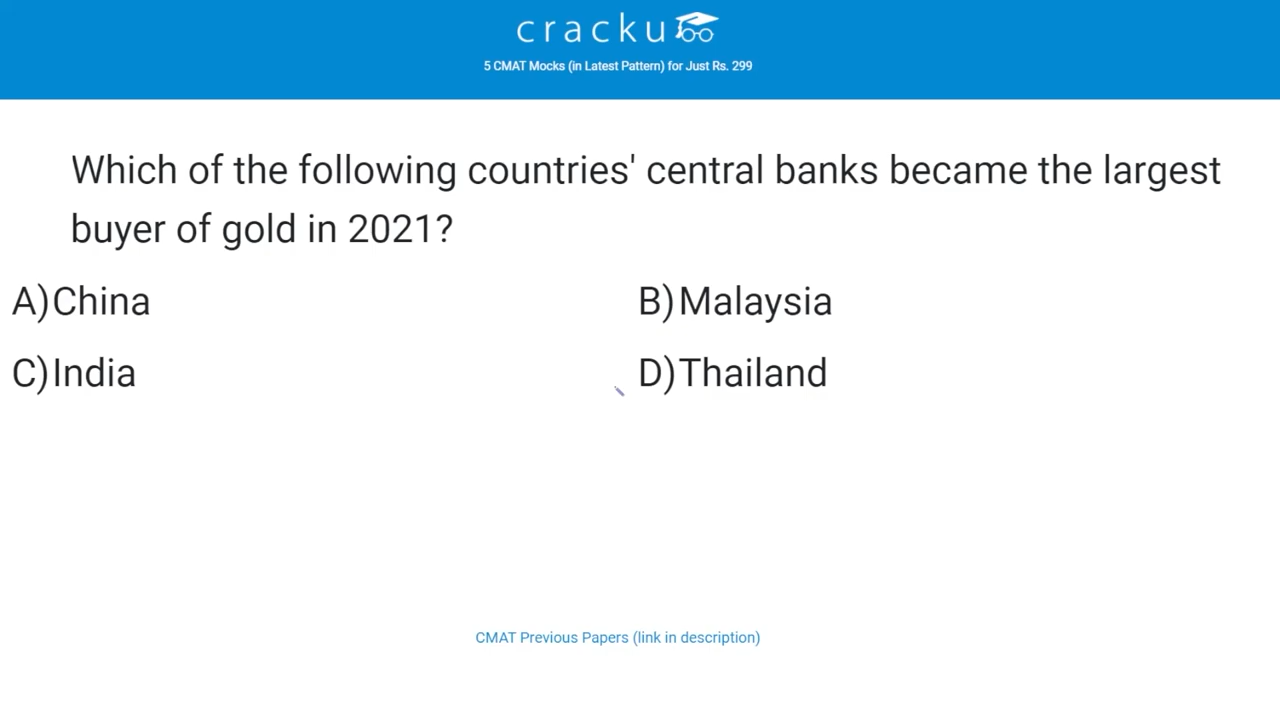 cracku
5 CMAT Mocks (in Latest Pattern) for Just Rs. 299
Which of the following countries' central banks became the largest
buyer of gold in 2021?
A)China
B)Malaysia
C)India
D)Thailand
CMAT Previous Papers (link in description)